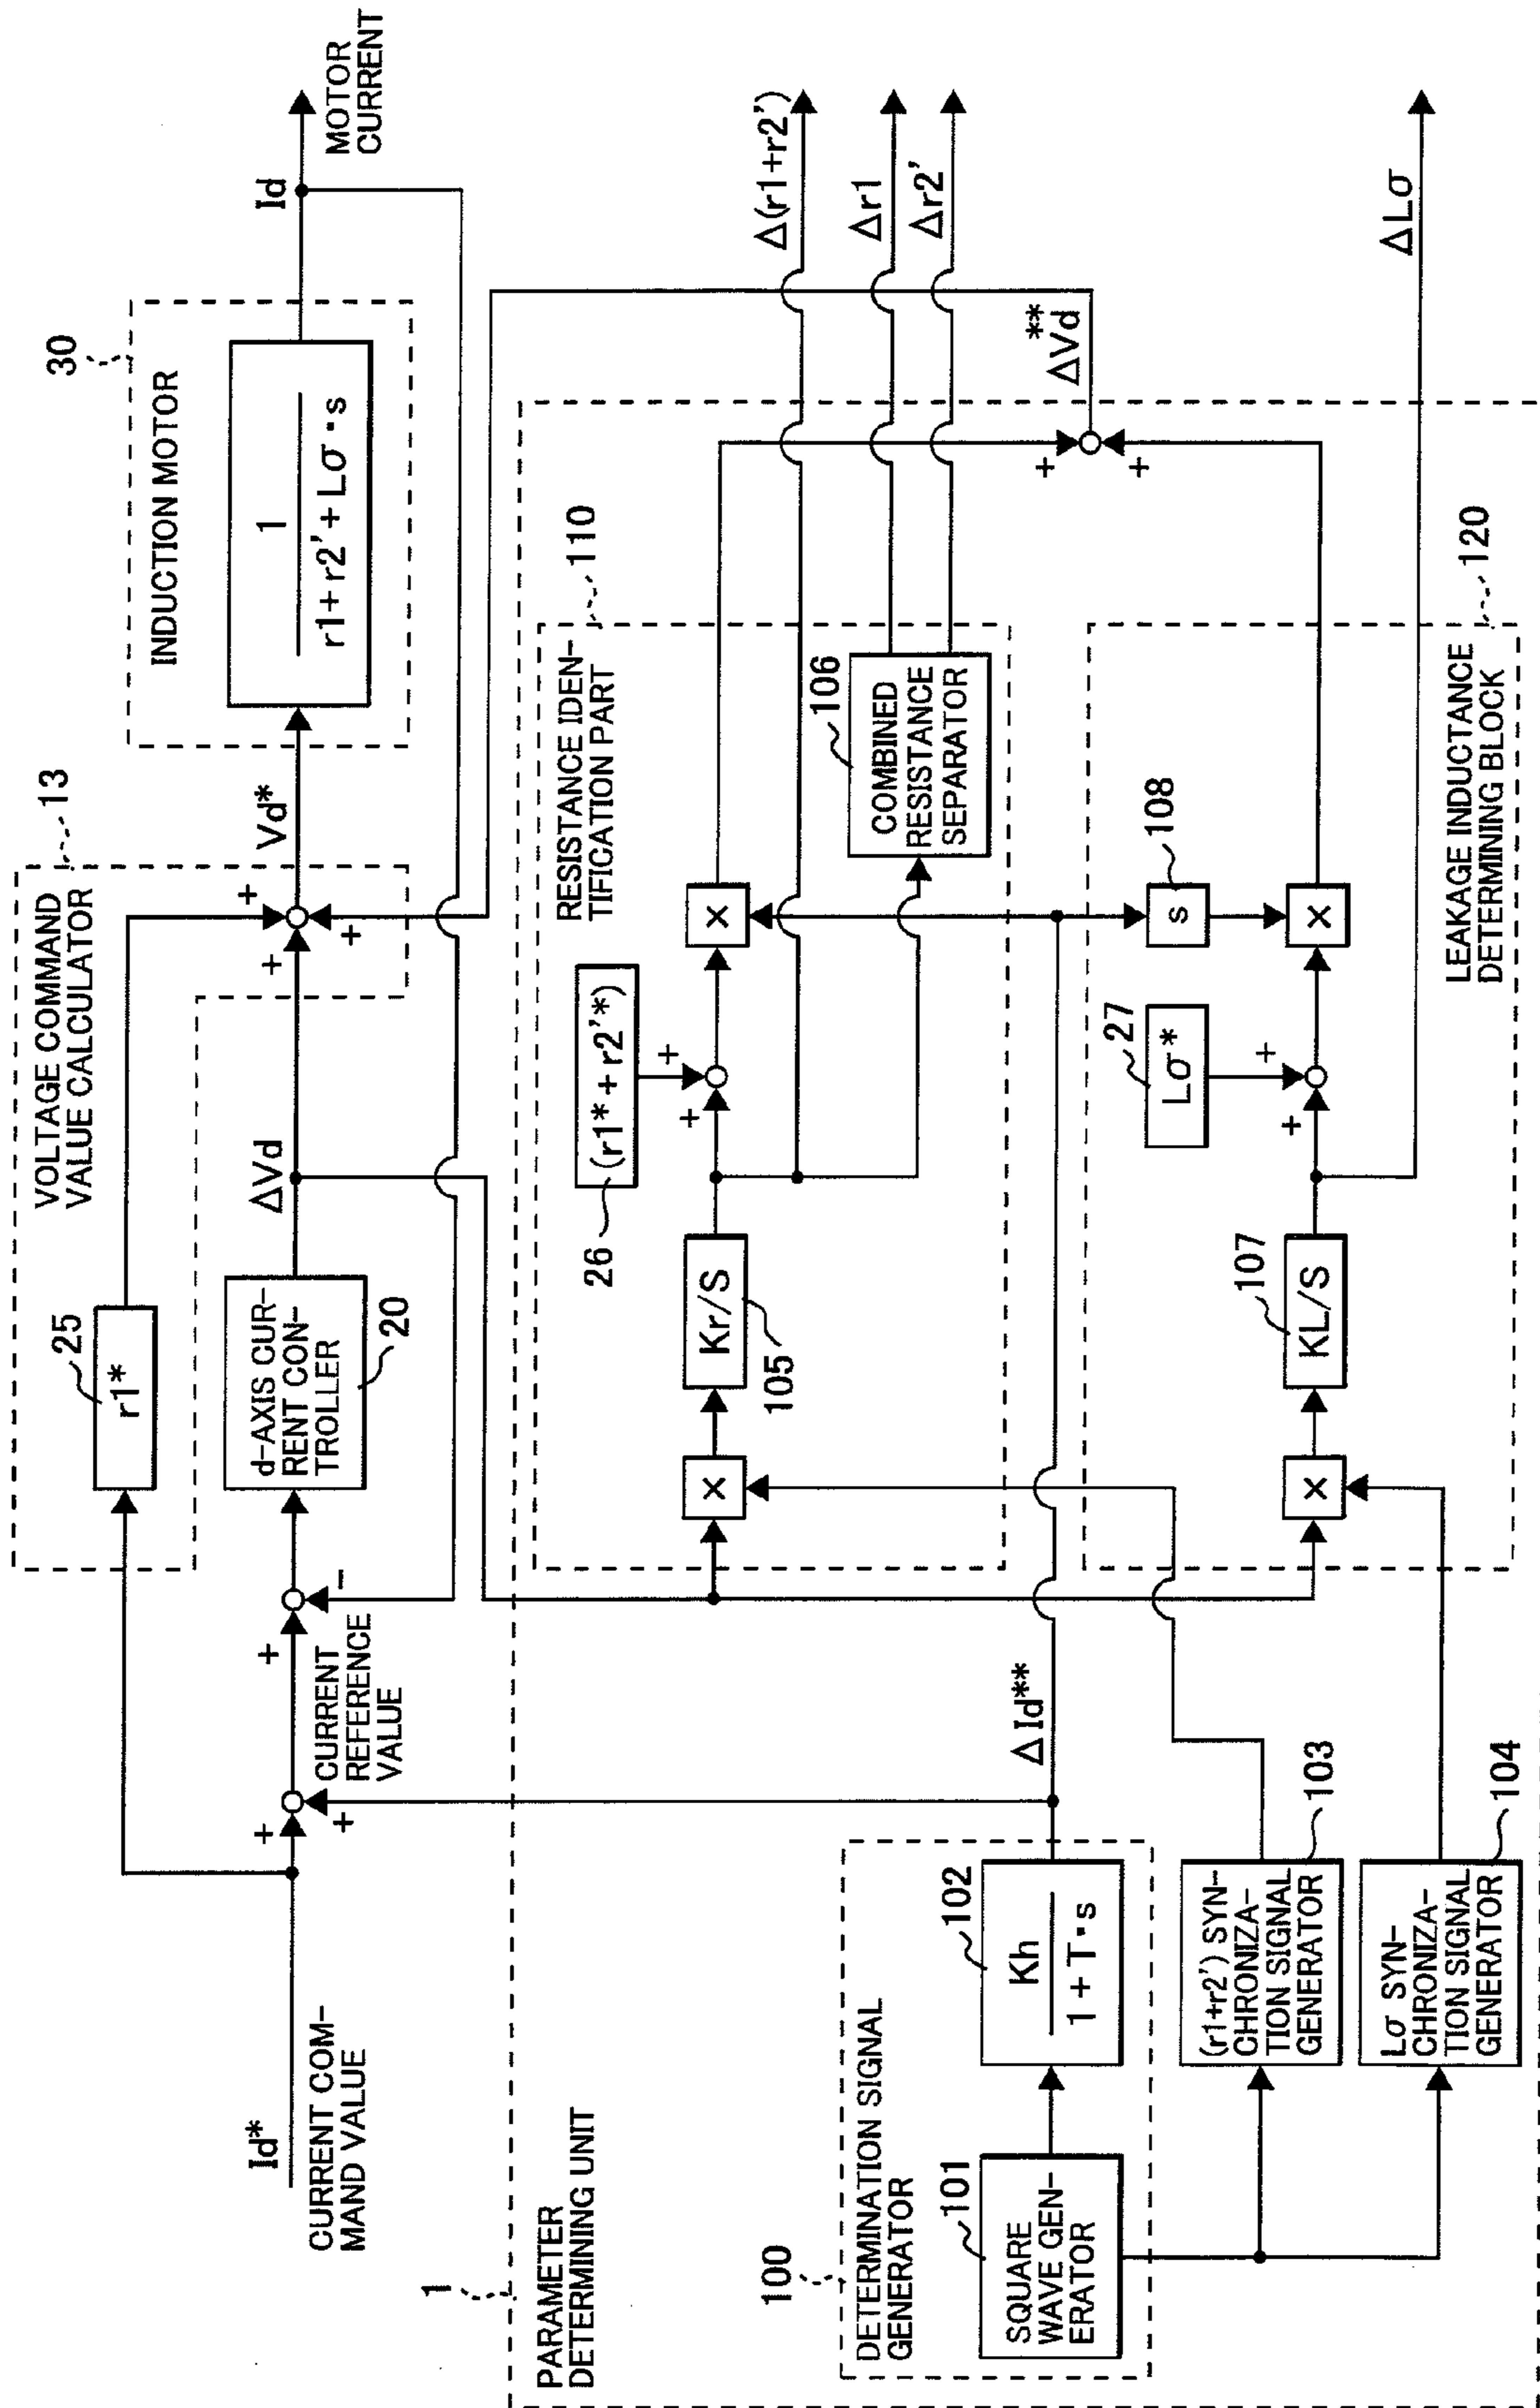 30
INDUCTION MOTOR
1
r1+r2'+Lσ·s
Id
MOTOR
CURRENT
13
VOLTAGE COMMAND
VALUE CALCULATOR
25
r1*
Vd*
+
+
+
ΔVd
d-AXIS CUR-
RENT CON-
TROLLER
20
Id*
CURRENT COM-
MAND VALUE
+
+
CURRENT
REFERENCE
VALUE
+
−
1
PARAMETER
DETERMINING UNIT
100
DETERMINATION SIGNAL
GENERATOR
101
SQUARE
WAVE GEN-
ERATOR
102
Kh
1+T·s
ΔId**
(r1+r2') SYN-
CHRONIZA-
TION SIGNAL
GENERATOR
103
Lσ SYN-
CHRONIZA-
TION SIGNAL
GENERATOR
104
RESISTANCE IDEN-
TIFICATION PART
110
×
Kr/S
105
26
(r1*+r2'*)
+
+
×
106
COMBINED
RESISTANCE
SEPARATOR
Δ(r1+r2')
Δr1
Δr2'
**
ΔVd
+
+
LEAKAGE INDUCTANCE
DETERMINING BLOCK
120
×
107
KL/S
27
Lσ*
+
+
s
108
×
ΔLσ